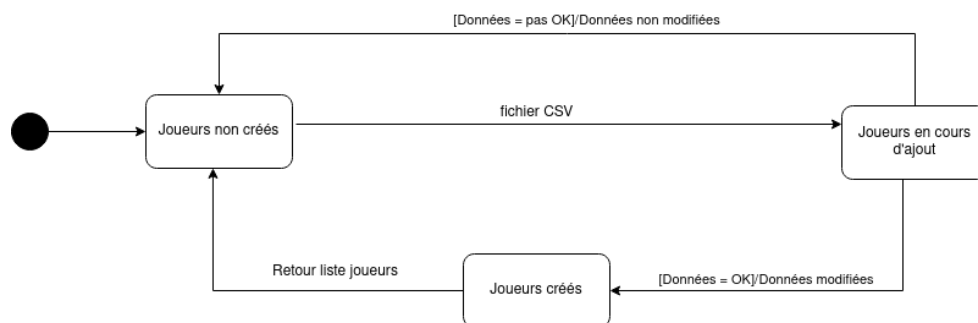 [Données = pas OK]/Données non modifiées
fichier CSV
Joueurs non créés
Joueurs en cours
d'ajout
Retour liste joueurs
Joueurs créés
[Données = OK]/Données modifiées